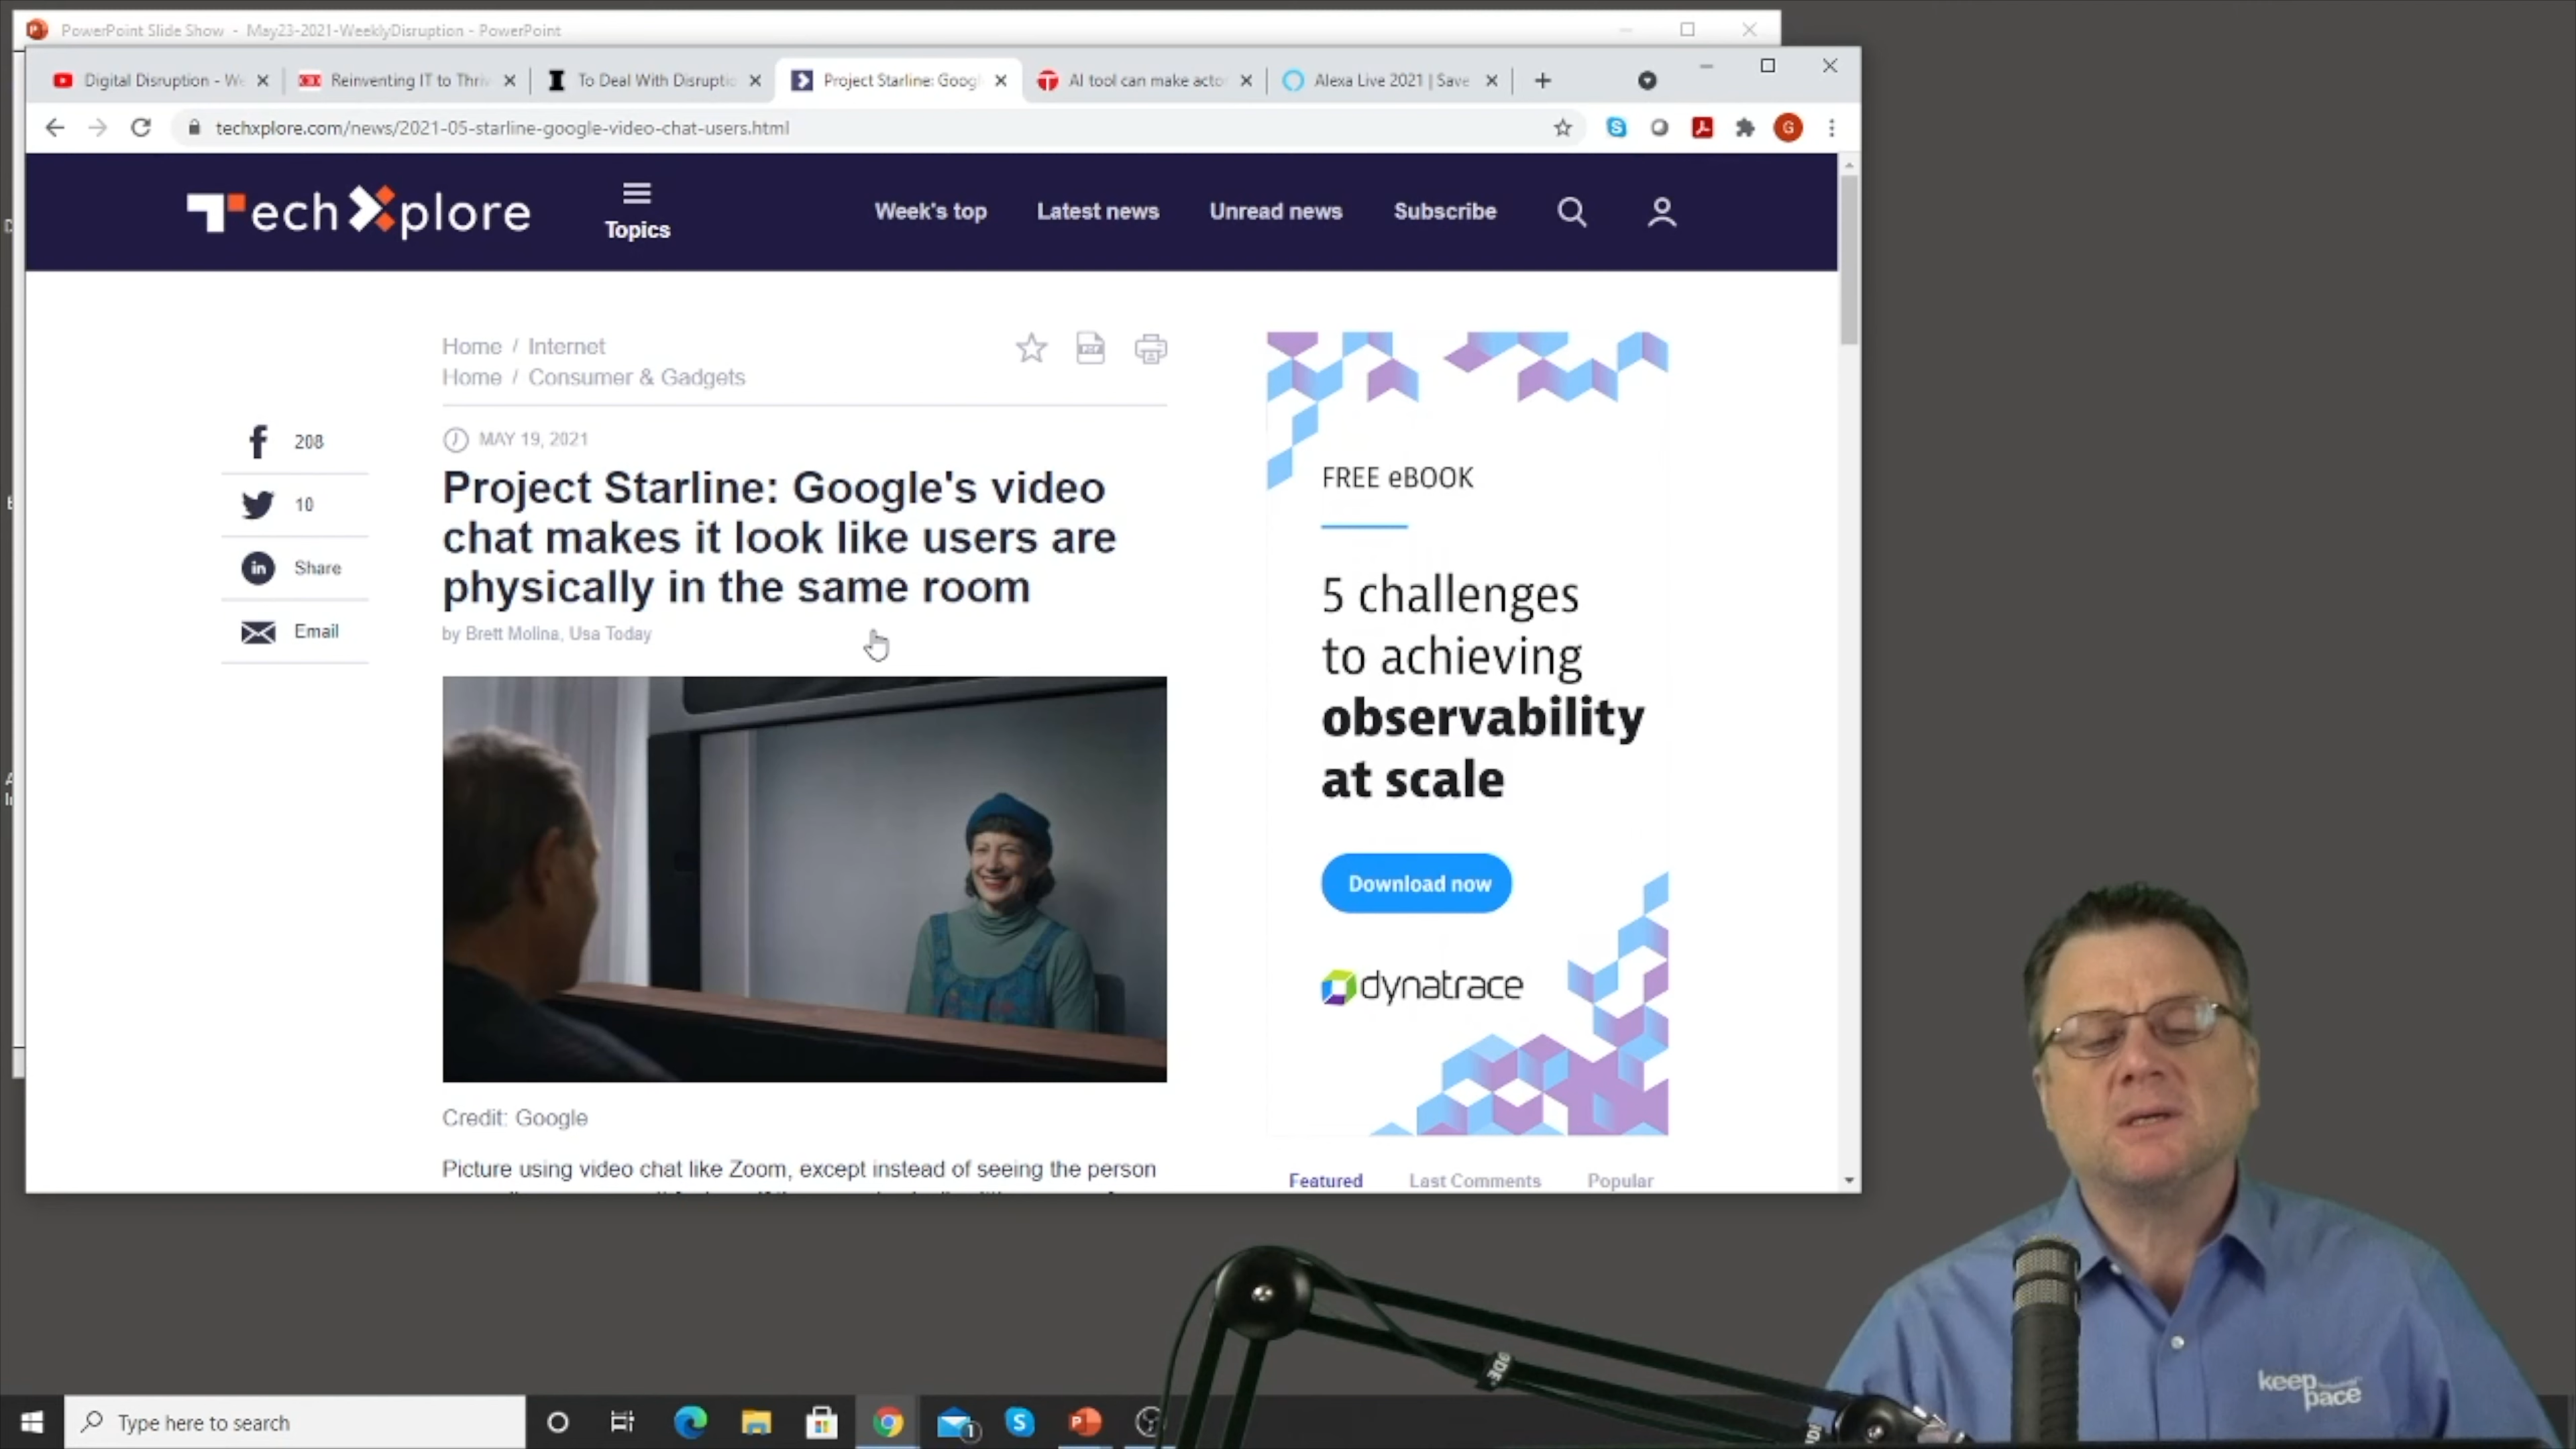 PowerPoint Slide Show - May23-2021-WeeklyDisruption - PowerPoint
Digital Disruption - We
Reinventing IT to Thriv
To Deal With Disruptio
Project Starline: Googl
AI tool can make acto
Alexa Live 2021 | Save
techxplore.com/news/2021-05-starline-google-video-chat-users.html
G
TechXplore
Topics
Week's top
Latest news
Unread news
Subscribe
Home / Internet
Home / Consumer & Gadgets
PDF
208
10
in
Share
Email
MAY 19, 2021
Project Starline: Google's video
chat makes it look like users are
physically in the same room
by Brett Molina, Usa Today
Credit: Google
Picture using video chat like Zoom, except instead of seeing the person
FREE eBOOK
5 challenges
to achieving
observability
at scale
Download now
dynatrace
Featured
Last Comments
Popular
keep
pace
Type here to search
1